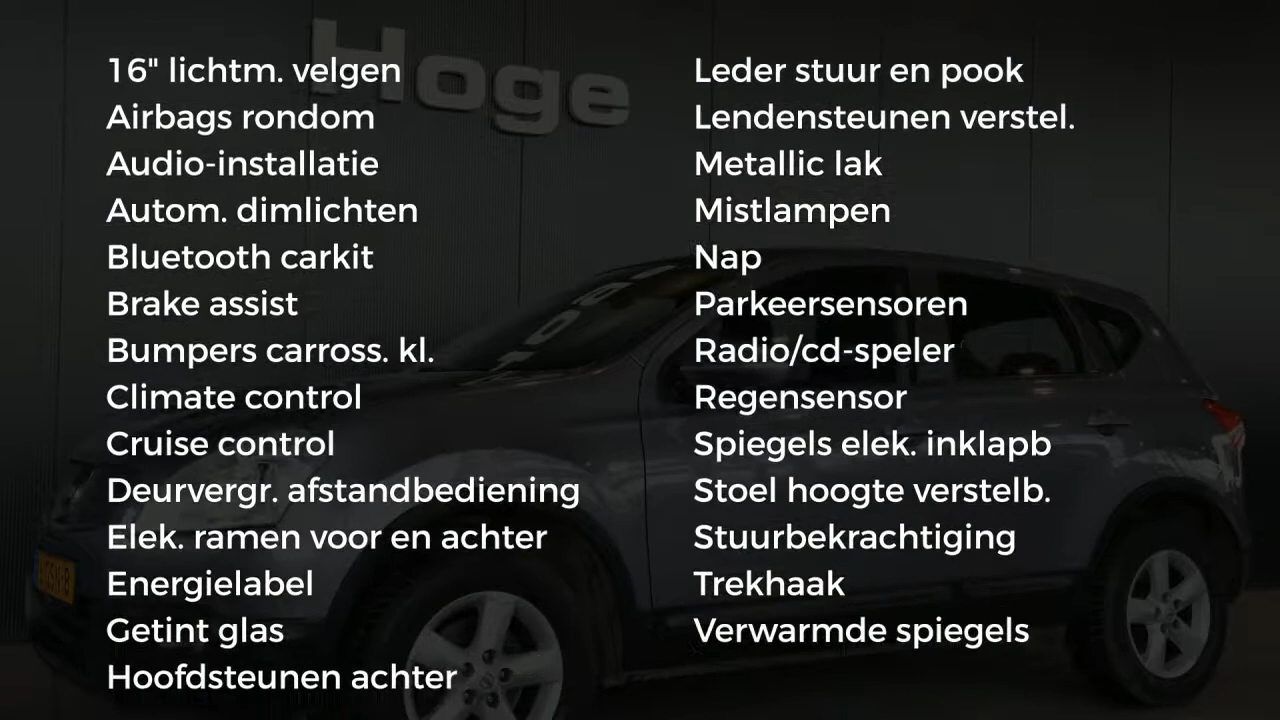 Hoge
16" lichtm. velgen
Airbags rondom
Audio-installatie
Autom. dimlichten
Bluetooth carkit
Brake assist
Bumpers carross. kl.
Climate control
Cruise control
Deurvergr. afstandbediening
Elek. ramen voor en achter
Energielabel
Getint glas
Hoofdsteunen achter
Leder stuur en pook
Lendensteunen verstel.
Metallic lak
Mistlampen
Nap
Parkeersensoren
Radio/cd-speler
Regensensor
Spiegels elek. inklapb
Stoel hoogte verstelb.
Stuurbekrachtiging
Trekhaak
Verwarmde spiegels